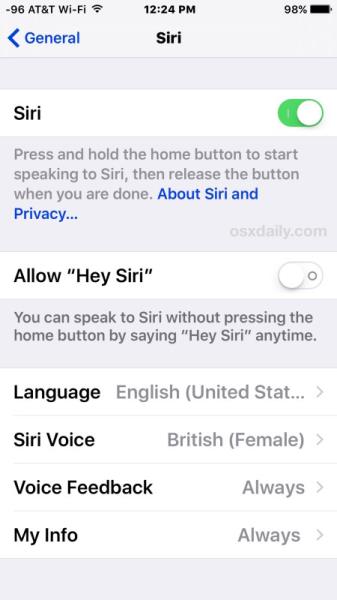 -96 AT&T Wi-Fi 12:24 PM 98%
General Siri
Siri
Press and hold the home button to start
speaking to Siri, then release the button
when you are done. About Siri and
Privacy...
osxdaily.com
Allow “Hey Siri”
You can speak to Siri without pressing the
home button by saying “Hey Siri” anytime.
Language English (United Stat...
Siri Voice British (Female)
Voice Feedback Always
My Info Always